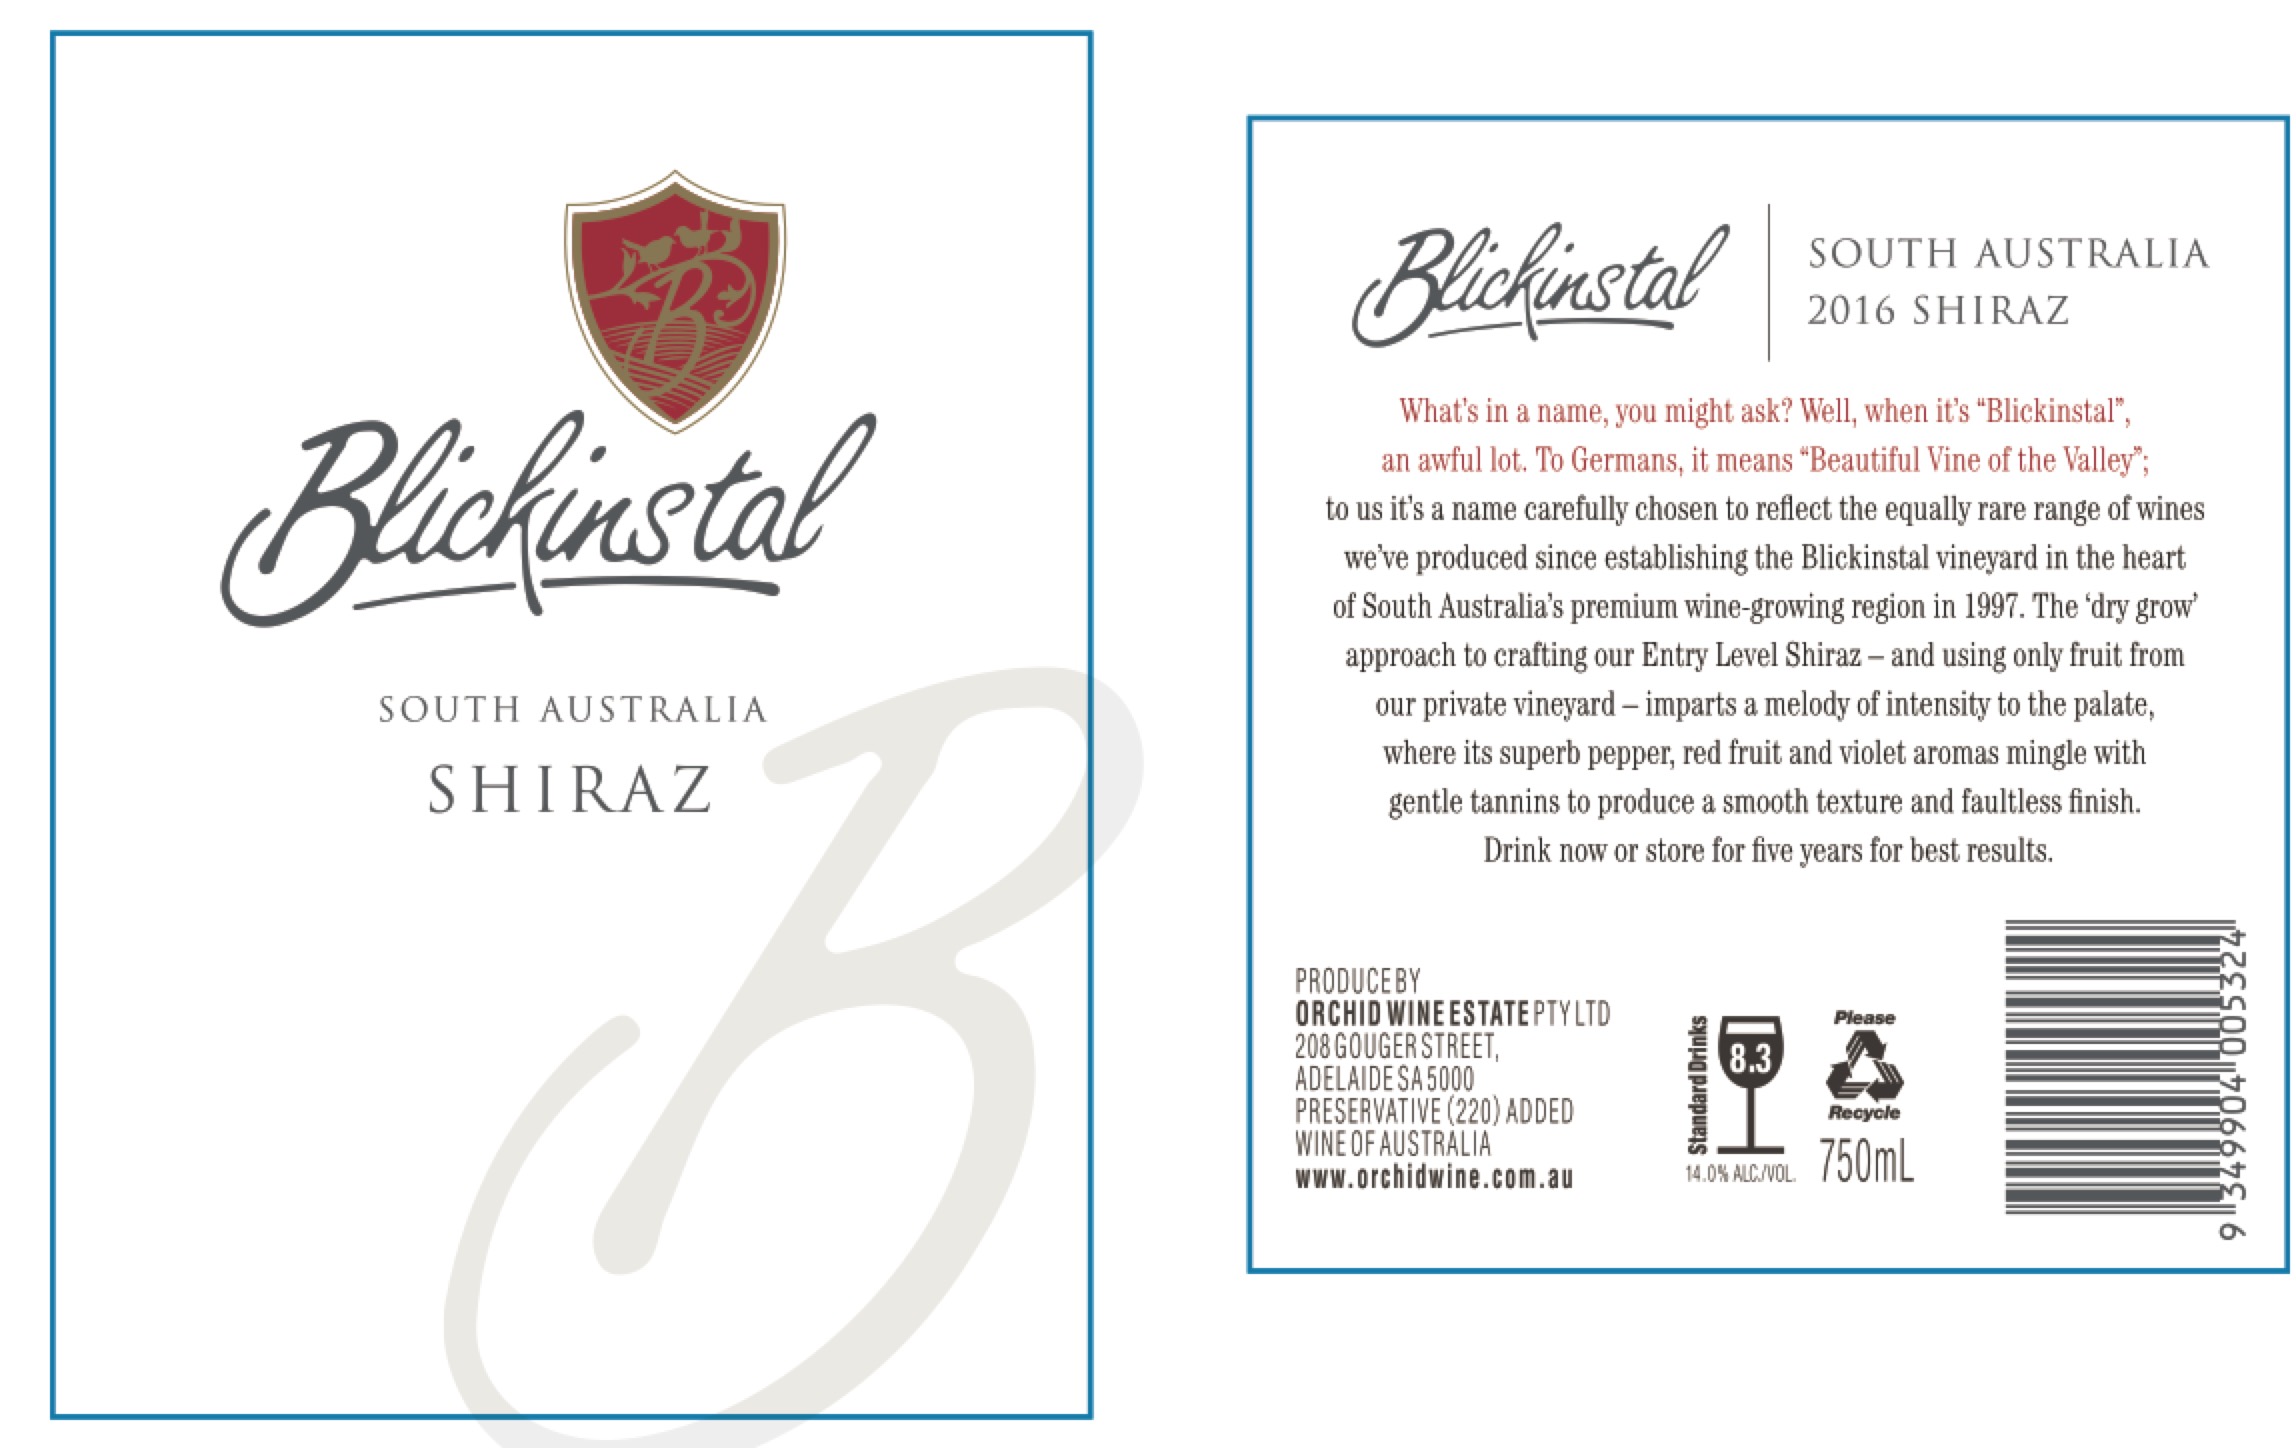 Blickinstal
SOUTH AUSTRALIA
SHIRAZ
B
B
Blickinstal
SOUTH AUSTRALIA
2016 SHIRAZ
What's in a name, you might ask? Well, when it's “Blickinstal”,
an awful lot. To Germans, it means “Beautiful Vine of the Valley”;
to us it's a name carefully chosen to reflect the equally rare range of wines
we've produced since establishing the Blickinstal vineyard in the heart
of South Australia's premium wine-growing region in 1997. The ‘dry grow’
approach to crafting our Entry Level Shiraz – and using only fruit from
our private vineyard – imparts a melody of intensity to the palate,
where its superb pepper, red fruit and violet aromas mingle with
gentle tannins to produce a smooth texture and faultless finish.
Drink now or store for five years for best results.
PRODUCE BY
ORCHID WINE ESTATE PTY LTD
208 GOUGER STREET,
ADELAIDE SA 5000
PRESERVATIVE (220) ADDED
WINE OF AUSTRALIA
www.orchidwine.com.au
Standard Drinks
8.3
14.0% ALC./VOL.
Please
Recycle
750mL
9 349904 005324